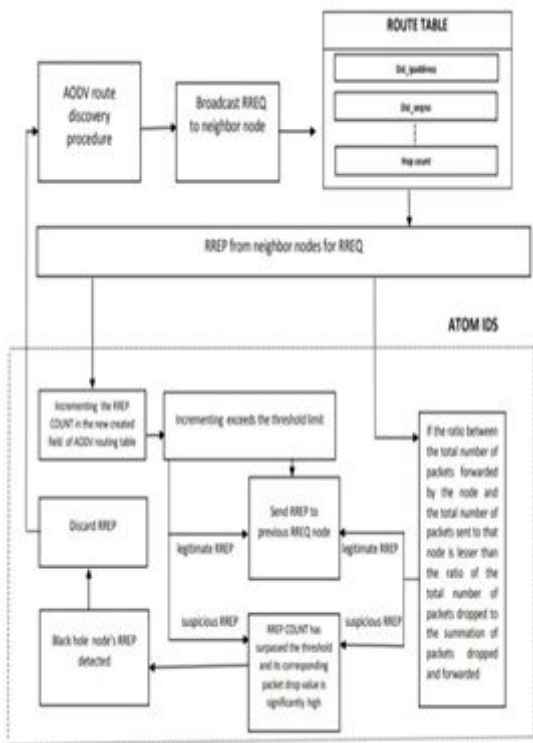 ROUTE TABLE
Dst_ipaddress
Dst_seqno
Hop count
AODV route
discovery
procedure
Broadcast RREQ
to neighbor node
RREP from neighbor nodes for RREQ
ATOM IDS
Incrementing the RREP
COUNT in the new created
field of AODV routing table
Incrementing exceeds the threshold limit
Send RREP to
previous RREQ node
Discard RREP
legitimate RREP
legitimate RREP
suspicious RREP
suspicious RREP
RREP COUNT has
surpassed the threshold
and its corresponding
packet drop value is
significantly high
Black hole node's RREP
detected
If the ratio between
the total number of
packets forwarded
by the node and
the total number of
packets sent to that
node is lesser than
the ratio of the
total number of
packets dropped to
the summation of
packets dropped
and forwarded